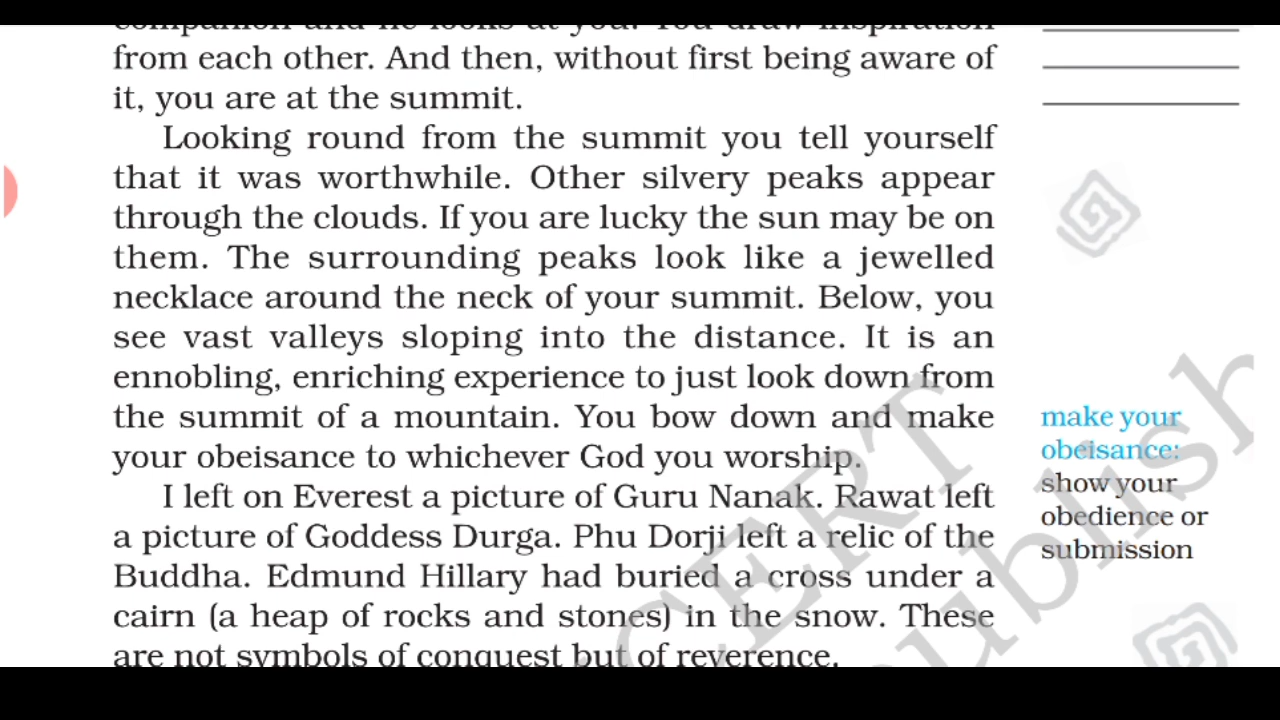 companion and he looks at you. You draw inspiration
from each other. And then, without first being aware of
it, you are at the summit.
Looking round from the summit you tell yourself
that it was worthwhile. Other silvery peaks appear
through the clouds. If you are lucky the sun may be on
them. The surrounding peaks look like a jewelled
necklace around the neck of your summit. Below, you
see vast valleys sloping into the distance. It is an
ennobling, enriching experience to just look down from
the summit of a mountain. You bow down and make
your obeisance to whichever God you worship.
I left on Everest a picture of Guru Nanak. Rawat left
a picture of Goddess Durga. Phu Dorji left a relic of the
Buddha. Edmund Hillary had buried a cross under a
cairn (a heap of rocks and stones) in the snow. These
are not symbols of conquest but of reverence.
make your
obeisance:
show your
obedience or
submission